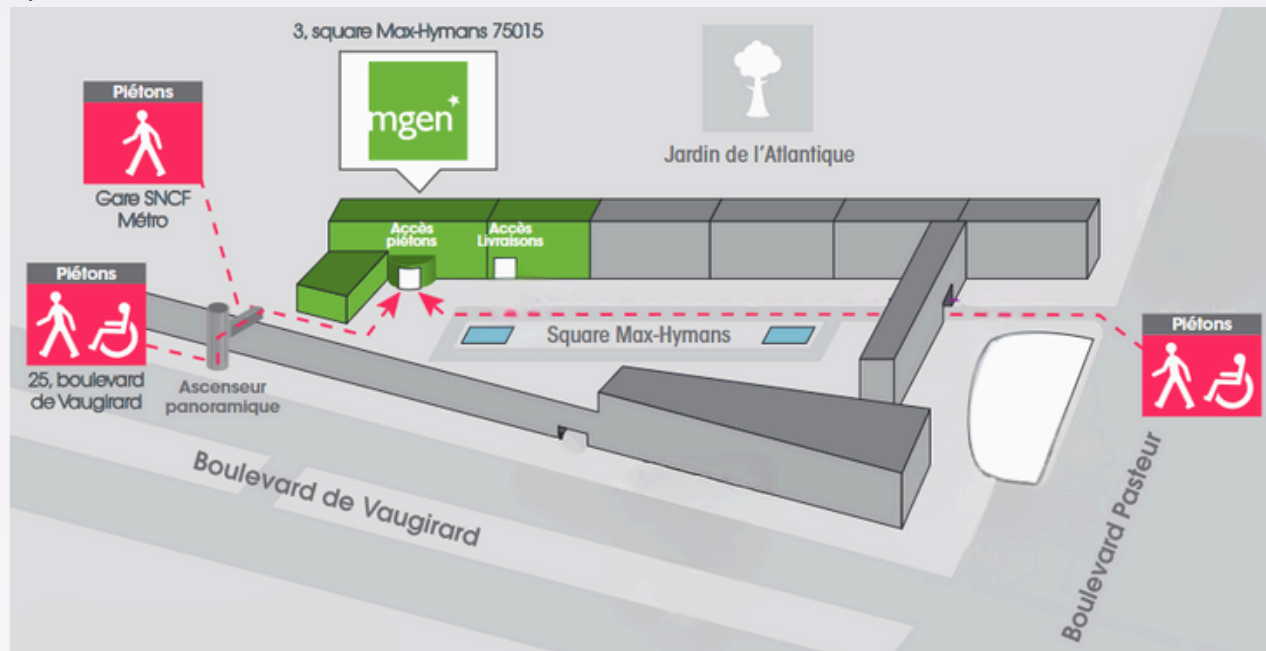 3, square Max-Hymans 75015
mgen*
Piétons
Gare SNCF
Métro
Jardin de l'Atlantique
Accès
piétons
Accès
Livraisons
Piétons
25, boulevard
de Vaugirard
Ascenseur
panoramique
Square Max-Hymans
Piétons
Boulevard de Vaugirard
Boulevard Pasteur